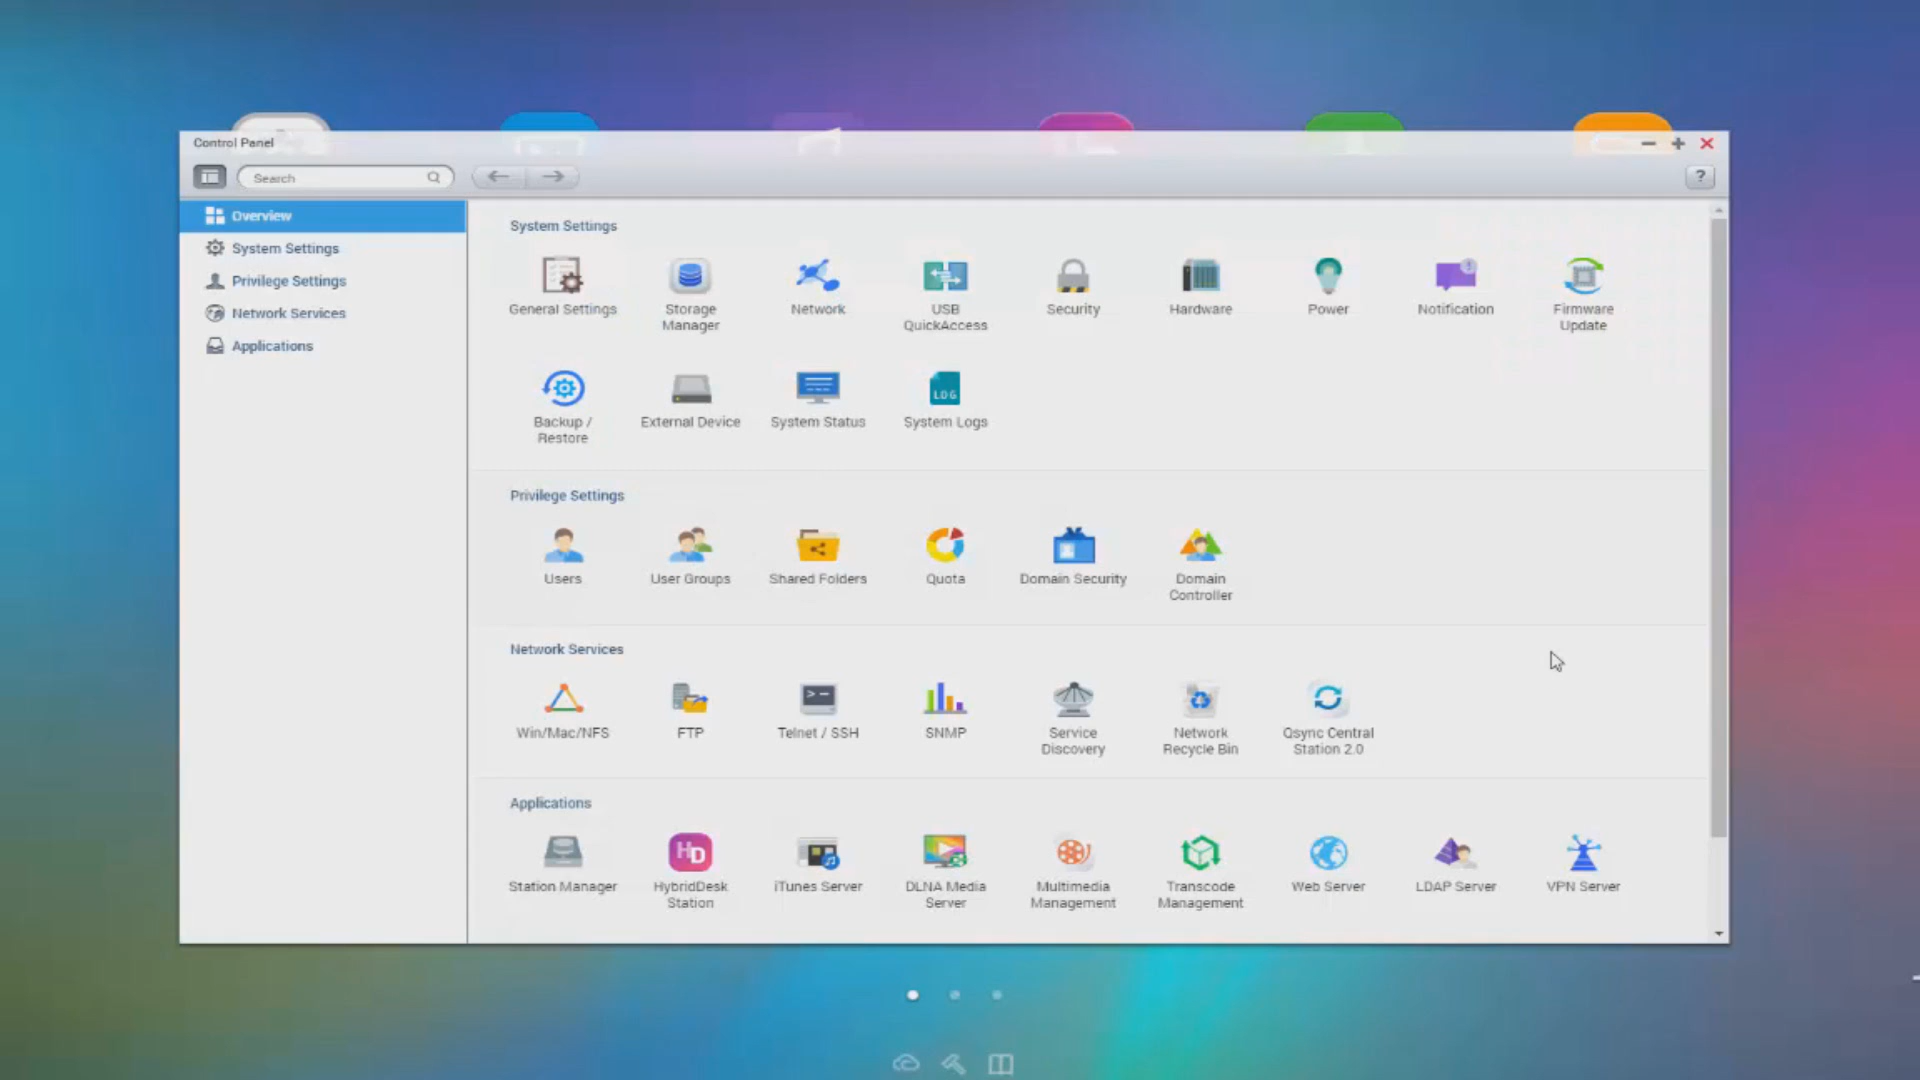 Control Panel
Search
?
Overview
System Settings
Privilege Settings
Network Services
Applications
System Settings
General Settings
Storage
Manager
Network
USB
QuickAccess
Security
Hardware
Power
Notification
Firmware
Update
Backup /
Restore
External Device
System Status
LOG
System Logs
Privilege Settings
Users
User Groups
Shared Folders
Quota
Domain Security
Domain
Controller
Network Services
Win/Mac/NFS
FTP
Telnet / SSH
SNMP
Service
Discovery
Network
Recycle Bin
Qsync Central
Station 2.0
Applications
Station Manager
HD
HybridDesk
Station
iTunes Server
DLNA Media
Server
Multimedia
Management
Transcode
Management
Web Server
LDAP Server
VPN Server